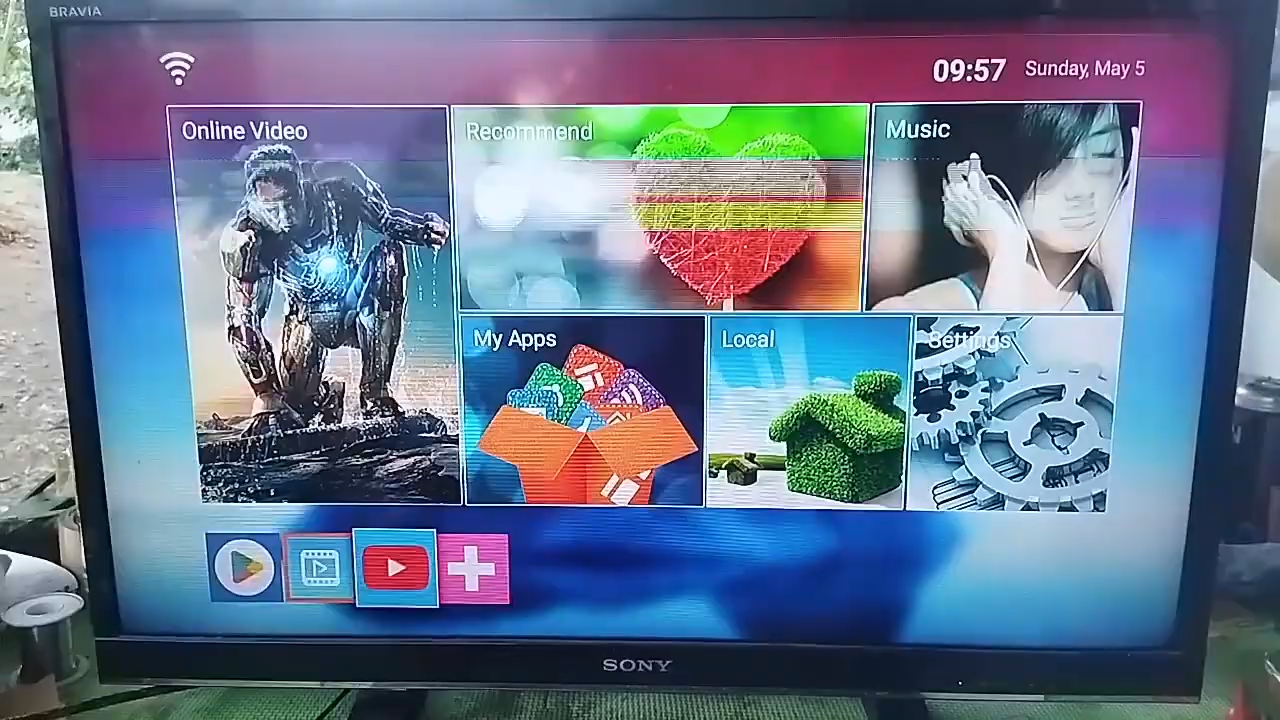 BRAVIA
09:57 Sunday, May 5
Online Video
Recommend
Music
My Apps
Local
Settings
SONY